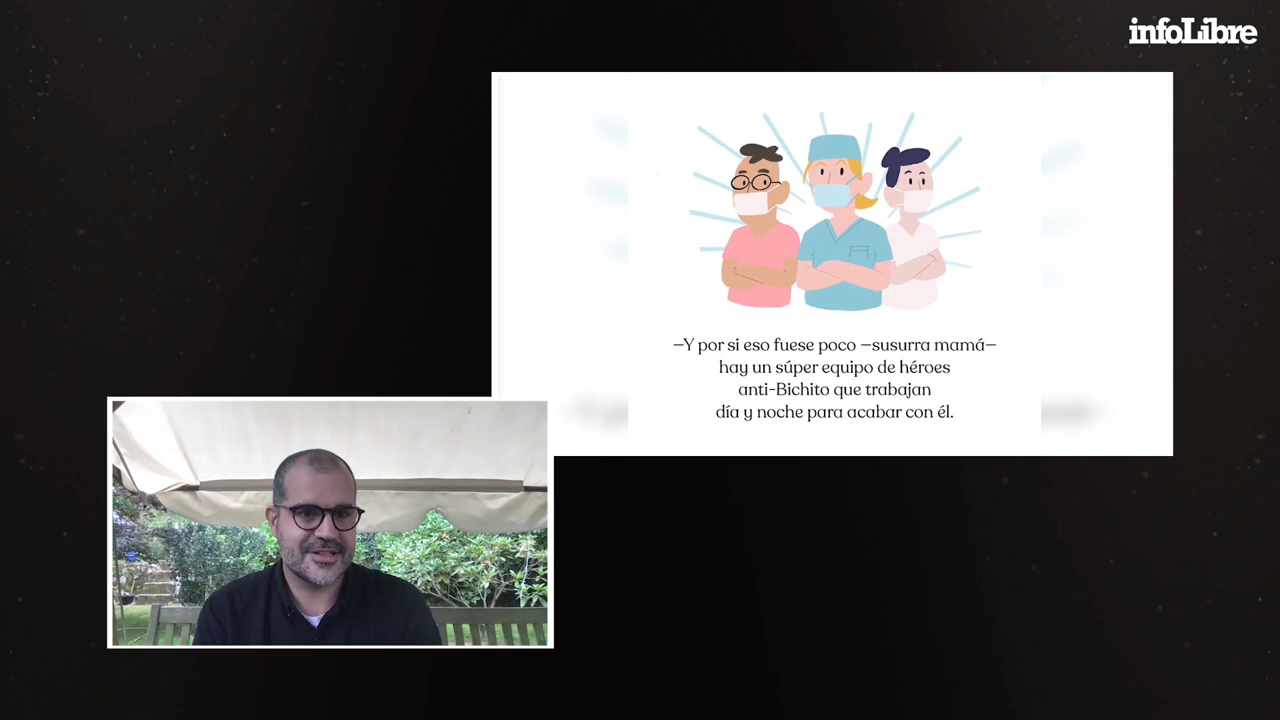 infoLibre
—Y por si eso fuese poco —susurra mamá—
hay un súper equipo de héroes
anti-Bichito que trabajan
día y noche para acabar con él.